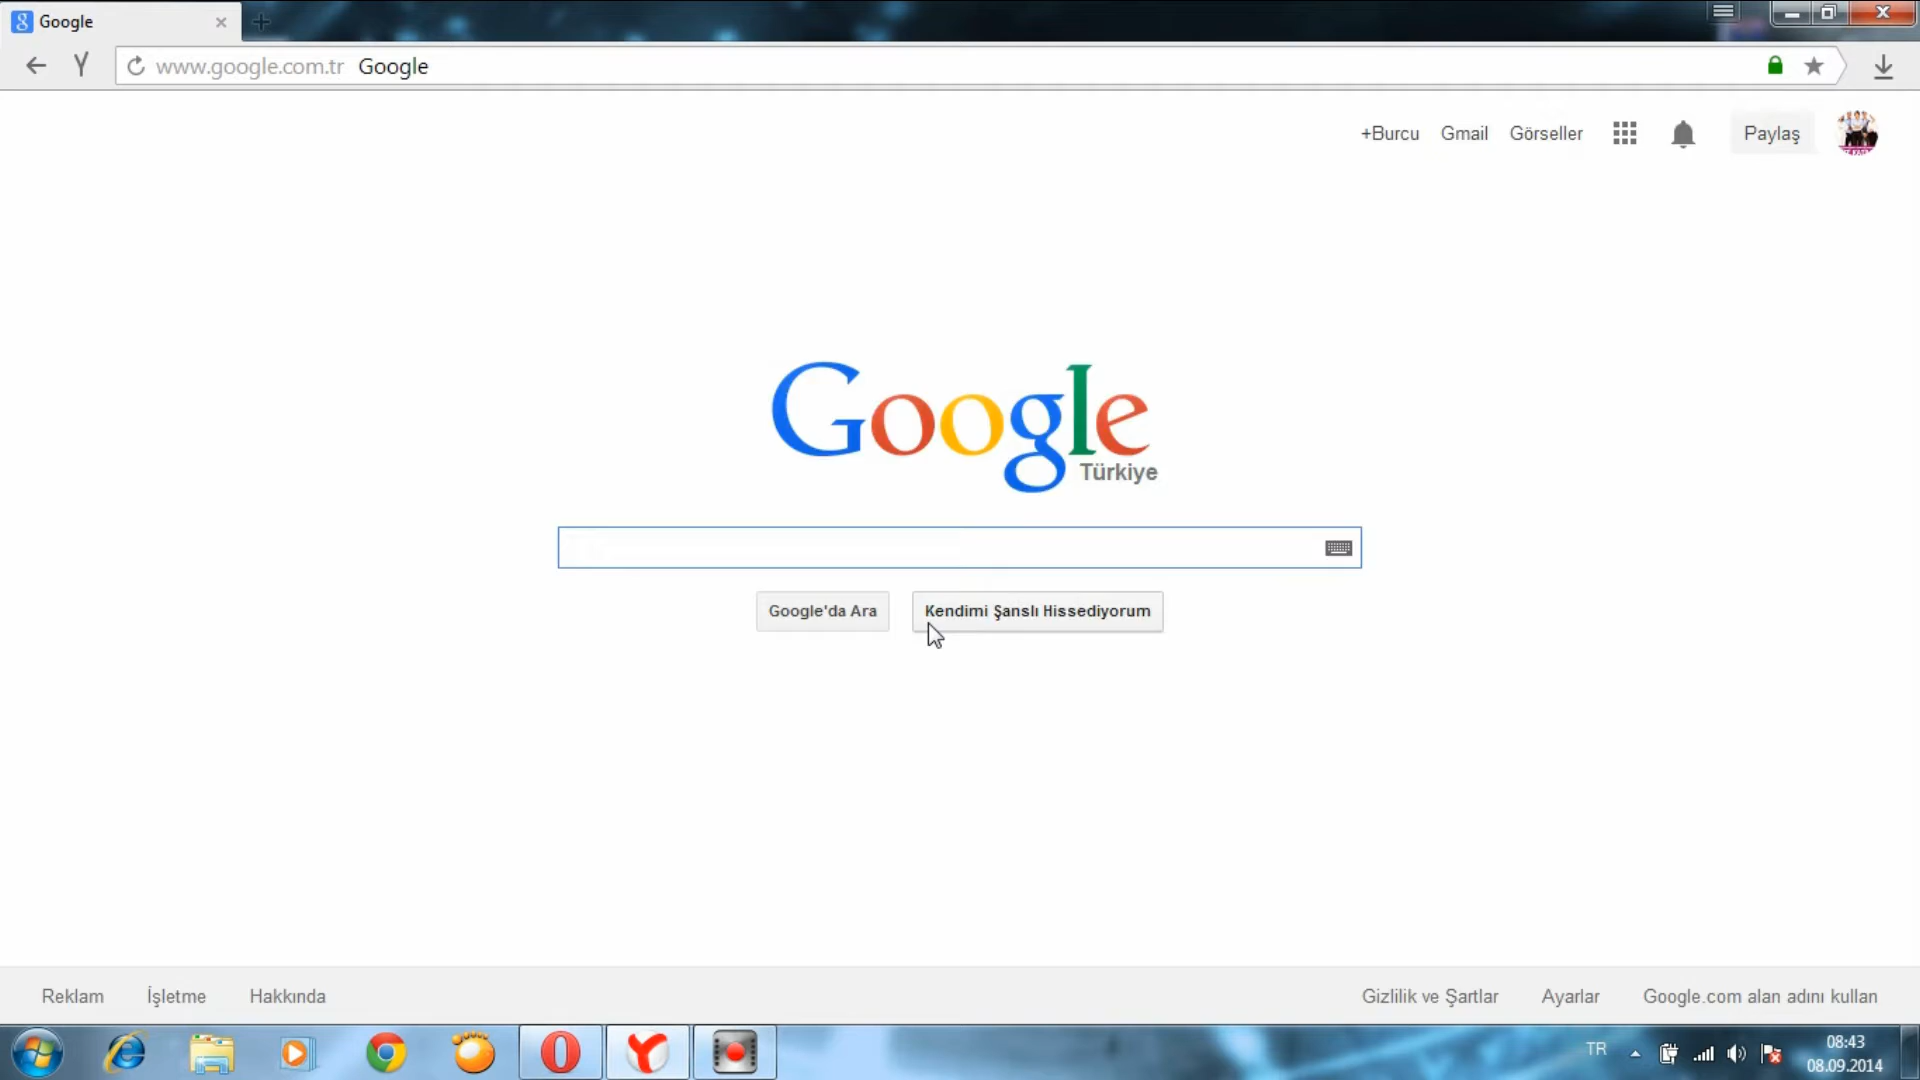 Google
www.google.com.tr Google
+Burcu Gmail Görseller Paylaş
Google
Türkiye
Google'da Ara Kendimi Şanslı Hissediyorum
Reklam İşletme Hakkında Gizlilik ve Şartlar Ayarlar Google.com alan adını kullan
TR 08:43
08.09.2014